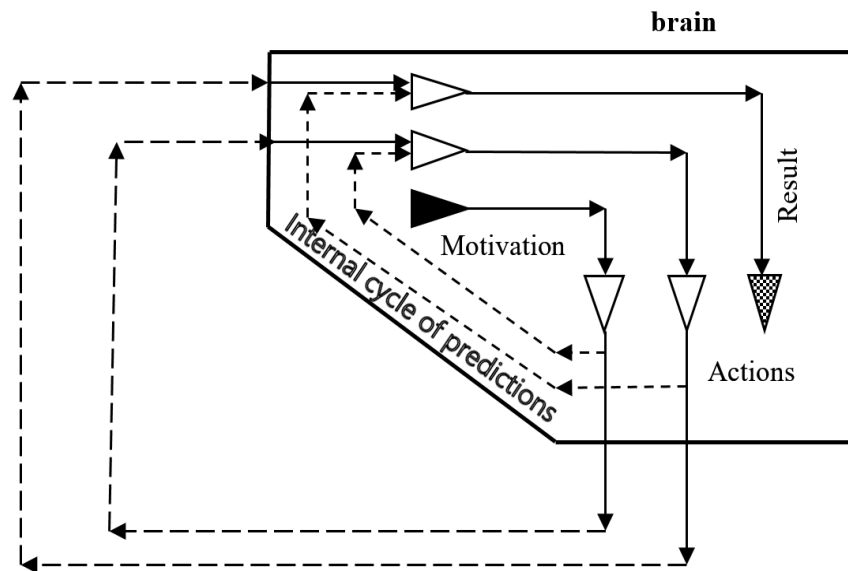 brain
Result
Motivation
Internal cycle of predictions
Actions